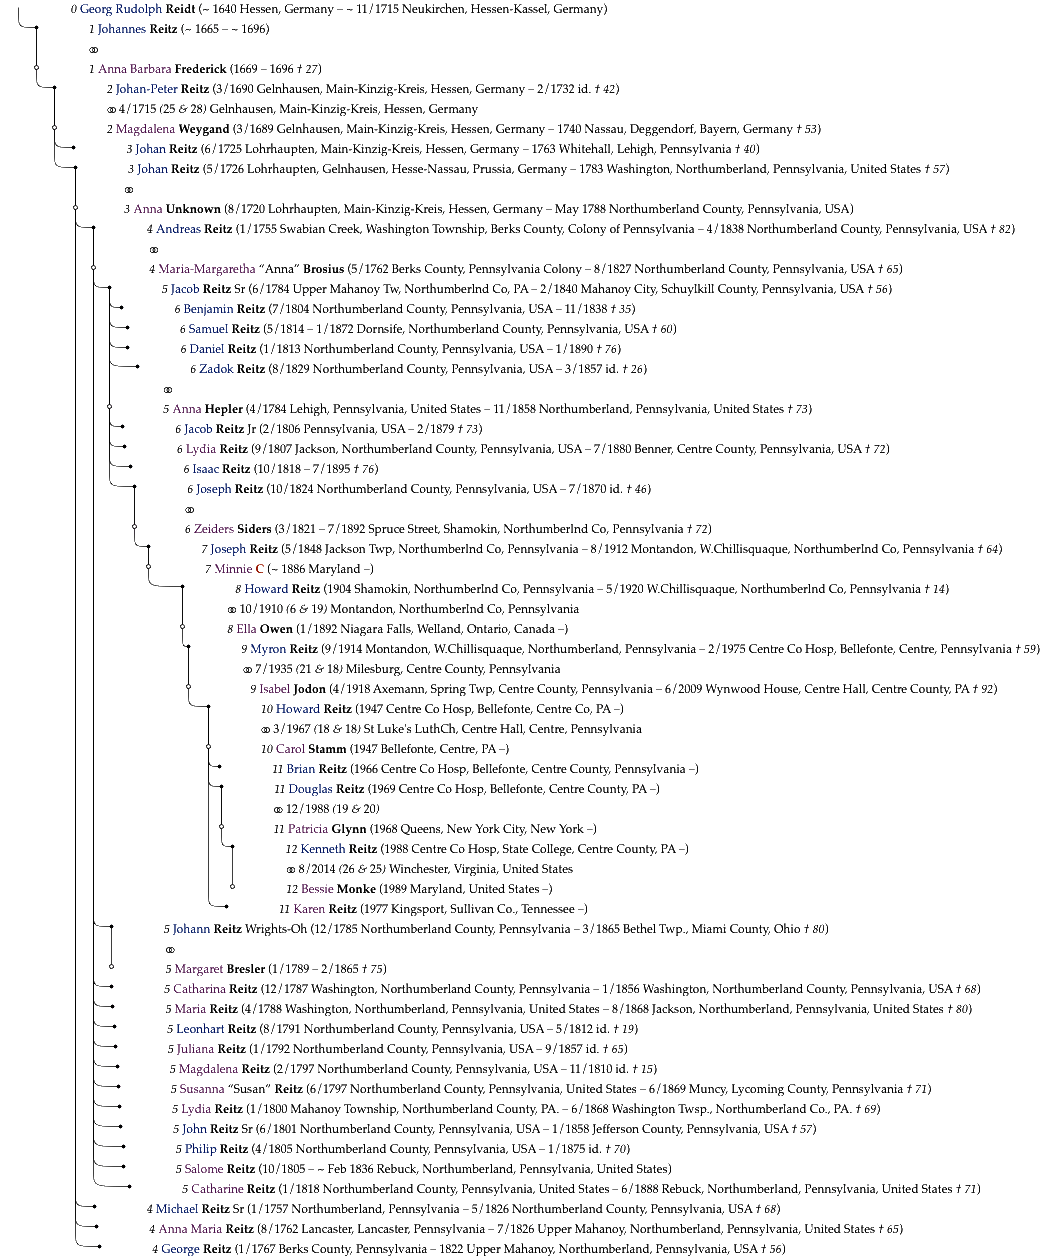 0 Georg Rudolph Reidt (~ 1640 Hessen, Germany – ~ 11/1715 Neukirchen, Hessen-Kassel, Germany)
1 Johannes Reitz (~ 1665 – ~ 1696)
⚭
1 Anna Barbara Frederick (1669 – 1696 † 27)
2 Johan-Peter Reitz (3/1690 Gelnhausen, Main-Kinzig-Kreis, Hessen, Germany – 2/1732 id. † 42)
⚭ 4/1715 (25 & 28) Gelnhausen, Main-Kinzig-Kreis, Hessen, Germany
2 Magdalena Weygand (3/1689 Gelnhausen, Main-Kinzig-Kreis, Hessen, Germany – 1740 Nassau, Deggendorf, Bayern, Germany † 53)
3 Johan Reitz (6/1725 Lohrhaupten, Main-Kinzig-Kreis, Hessen, Germany – 1763 Whitehall, Lehigh, Pennsylvania † 40)
3 Johan Reitz (5/1726 Lohrhaupten, Gelnhausen, Hesse-Nassau, Prussia, Germany – 1783 Washington, Northumberland, Pennsylvania, United States † 57)
⚭
3 Anna Unknown (8/1720 Lohrhaupten, Main-Kinzig-Kreis, Hessen, Germany – May 1788 Northumberland County, Pennsylvania, USA)
4 Andreas Reitz (1/1755 Swabian Creek, Washington Township, Berks County, Colony of Pennsylvania – 4/1838 Northumberland County, Pennsylvania, USA † 82)
⚭
4 Maria-Margaretha “Anna” Brosius (5/1762 Berks County, Pennsylvania Colony – 8/1827 Northumberland County, Pennsylvania, USA † 65)
5 Jacob Reitz Sr (6/1784 Upper Mahanoy Tw, Northumberlnd Co, PA – 2/1840 Mahanoy City, Schuylkill County, Pennsylvania, USA † 56)
6 Benjamin Reitz (7/1804 Northumberland County, Pennsylvania, USA – 11/1838 † 35)
6 Samuel Reitz (5/1814 – 1/1872 Dornsife, Northumberland County, Pennsylvania, USA † 60)
6 Daniel Reitz (1/1813 Northumberland County, Pennsylvania, USA – 1/1890 † 76)
6 Zadok Reitz (8/1829 Northumberland County, Pennsylvania, USA – 3/1857 id. † 26)
⚭
5 Anna Hepler (4/1784 Lehigh, Pennsylvania, United States – 11/1858 Northumberland, Pennsylvania, United States † 73)
6 Jacob Reitz Jr (2/1806 Pennsylvania, USA – 2/1879 † 73)
6 Lydia Reitz (9/1807 Jackson, Northumberland County, Pennsylvania, USA – 7/1880 Benner, Centre County, Pennsylvania, USA † 72)
6 Isaac Reitz (10/1818 – 7/1895 † 76)
6 Joseph Reitz (10/1824 Northumberland County, Pennsylvania, USA – 7/1870 id. † 46)
⚭
6 Zeiders Siders (3/1821 – 7/1892 Spruce Street, Shamokin, Northumberlnd Co, Pennsylvania † 72)
7 Joseph Reitz (5/1848 Jackson Twp, Northumberlnd Co, Pennsylvania – 8/1912 Montandon, W.Chillisquaque, Northumberlnd Co, Pennsylvania † 64)
7 Minnie C (~ 1886 Maryland –)
8 Howard Reitz (1904 Shamokin, Northumberlnd Co, Pennsylvania – 5/1920 W.Chillisquaque, Northumberlnd Co, Pennsylvania † 14)
⚭ 10/1910 (6 & 19) Montandon, Northumberlnd Co, Pennsylvania
8 Ella Owen (1/1892 Niagara Falls, Welland, Ontario, Canada –)
9 Myron Reitz (9/1914 Montandon, W.Chillisquaque, Northumberland, Pennsylvania – 2/1975 Centre Co Hosp, Bellefonte, Centre, Pennsylvania † 59)
⚭ 7/1935 (21 & 18) Milesburg, Centre County, Pennsylvania
9 Isabel Jodon (4/1918 Axemann, Spring Twp, Centre County, Pennsylvania – 6/2009 Wynwood House, Centre Hall, Centre County, PA † 92)
10 Howard Reitz (1947 Centre Co Hosp, Bellefonte, Centre Co, PA –)
⚭ 3/1967 (18 & 18) St Luke's LuthCh, Centre Hall, Centre, Pennsylvania
10 Carol Stamm (1947 Bellefonte, Centre, PA –)
11 Brian Reitz (1966 Centre Co Hosp, Bellefonte, Centre County, Pennsylvania –)
11 Douglas Reitz (1969 Centre Co Hosp, Bellefonte, Centre County, PA –)
⚭ 12/1988 (19 & 20)
11 Patricia Glynn (1968 Queens, New York City, New York –)
12 Kenneth Reitz (1988 Centre Co Hosp, State College, Centre County, PA –)
⚭ 8/2014 (26 & 25) Winchester, Virginia, United States
12 Bessie Monke (1989 Maryland, United States –)
11 Karen Reitz (1977 Kingsport, Sullivan Co., Tennessee –)
5 Johann Reitz Wrights-Oh (12/1785 Northumberland County, Pennsylvania – 3/1865 Bethel Twp., Miami County, Ohio † 80)
⚭
5 Margaret Bresler (1/1789 – 2/1865 † 75)
5 Catharina Reitz (12/1787 Washington, Northumberland County, Pennsylvania – 1/1856 Washington, Northumberland County, Pennsylvania, USA † 68)
5 Maria Reitz (4/1788 Washington, Northumberland, Pennsylvania, United States – 8/1868 Jackson, Northumberland, Pennsylvania, United States † 80)
5 Leonhart Reitz (8/1791 Northumberland County, Pennsylvania, USA – 5/1812 id. † 19)
5 Juliana Reitz (1/1792 Northumberland County, Pennsylvania, USA – 9/1857 id. † 65)
5 Magdalena Reitz (2/1797 Northumberland County, Pennsylvania, USA – 11/1810 id. † 15)
5 Susanna “Susan” Reitz (6/1797 Northumberland County, Pennsylvania, United States – 6/1869 Muncy, Lycoming County, Pennsylvania † 71)
5 Lydia Reitz (1/1800 Mahanoy Township, Northumberland County, PA. – 6/1868 Washington Twsp., Northumberland Co., PA. † 69)
5 John Reitz Sr (6/1801 Northumberland County, Pennsylvania, USA – 1/1858 Jefferson County, Pennsylvania, USA † 57)
5 Philip Reitz (4/1805 Northumberland County, Pennsylvania, USA – 1/1875 id. † 70)
5 Salome Reitz (10/1805 – ~ Feb 1836 Rebuck, Northumberland, Pennsylvania, United States)
5 Catharine Reitz (1/1818 Northumberland County, Pennsylvania, United States – 6/1888 Rebuck, Northumberland, Pennsylvania, United States † 71)
4 Michael Reitz Sr (1/1757 Northumberland, Pennsylvania – 5/1826 Northumberland County, Pennsylvania, USA † 68)
4 Anna Maria Reitz (8/1762 Lancaster, Lancaster, Pennsylvania – 7/1826 Upper Mahanoy, Northumberland, Pennsylvania, United States † 65)
4 George Reitz (1/1767 Berks County, Pennsylvania – 1822 Upper Mahanoy, Northumberland, Pennsylvania, USA † 56)